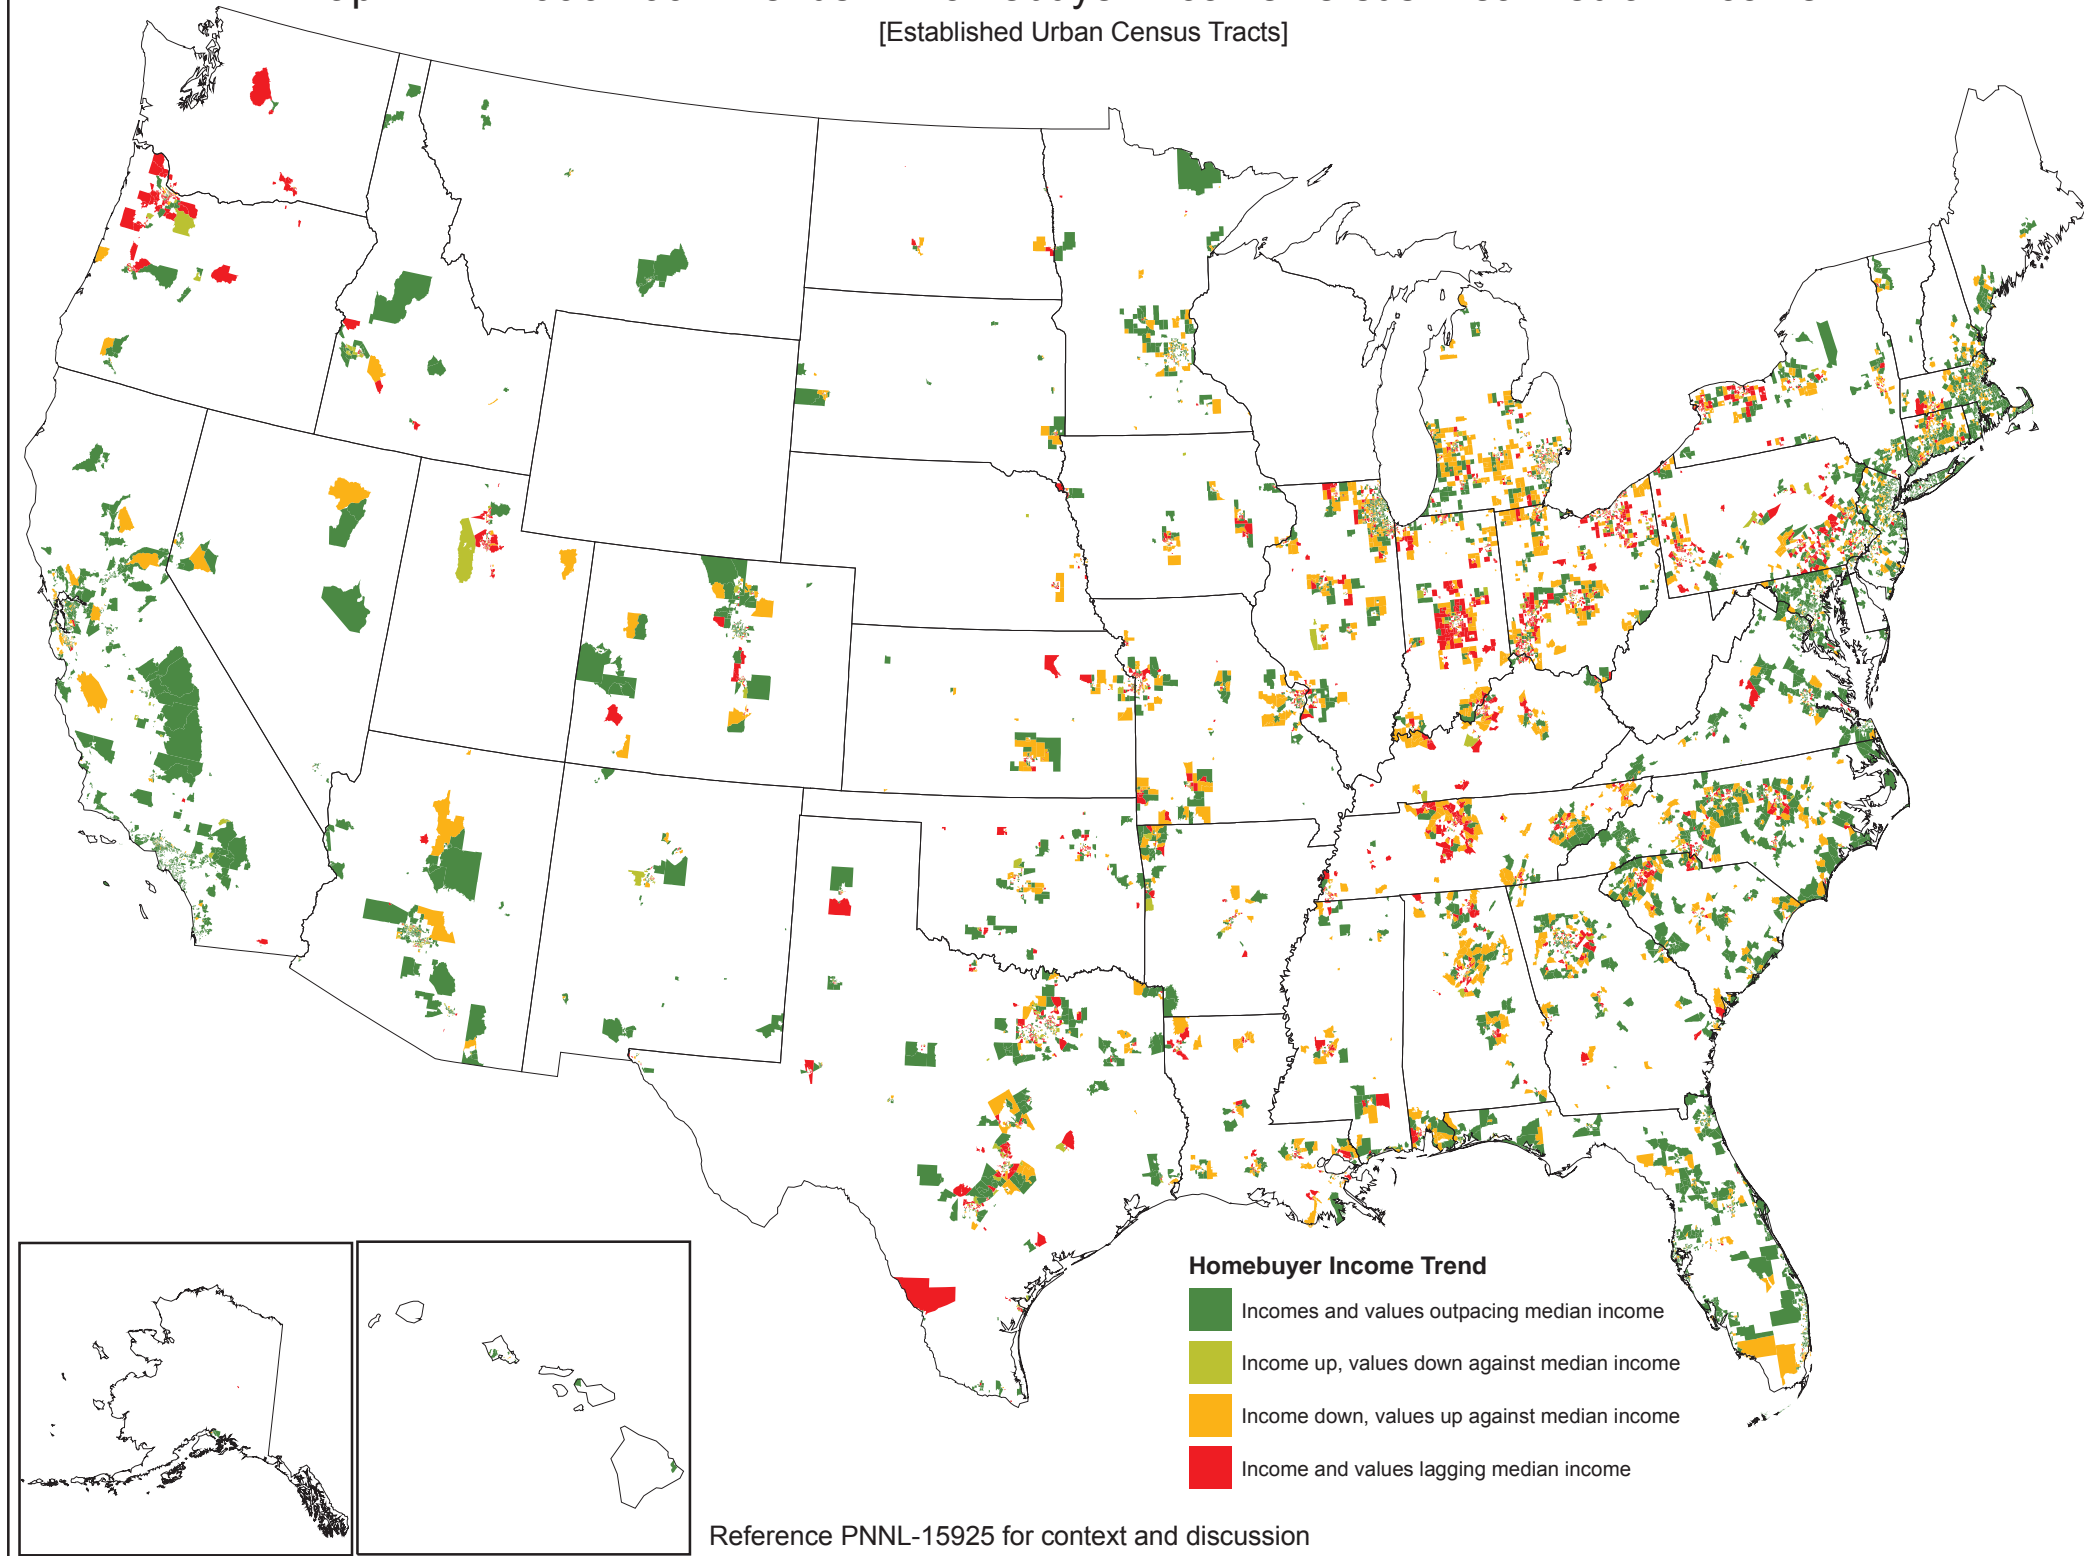 [Established Urban Census Tracts]
Homebuyer Income Trend
Incomes and values outpacing median income
Income up, values down against median income
Income down, values up against median income
Income and values lagging median income
Reference PNNL-15925 for context and discussion